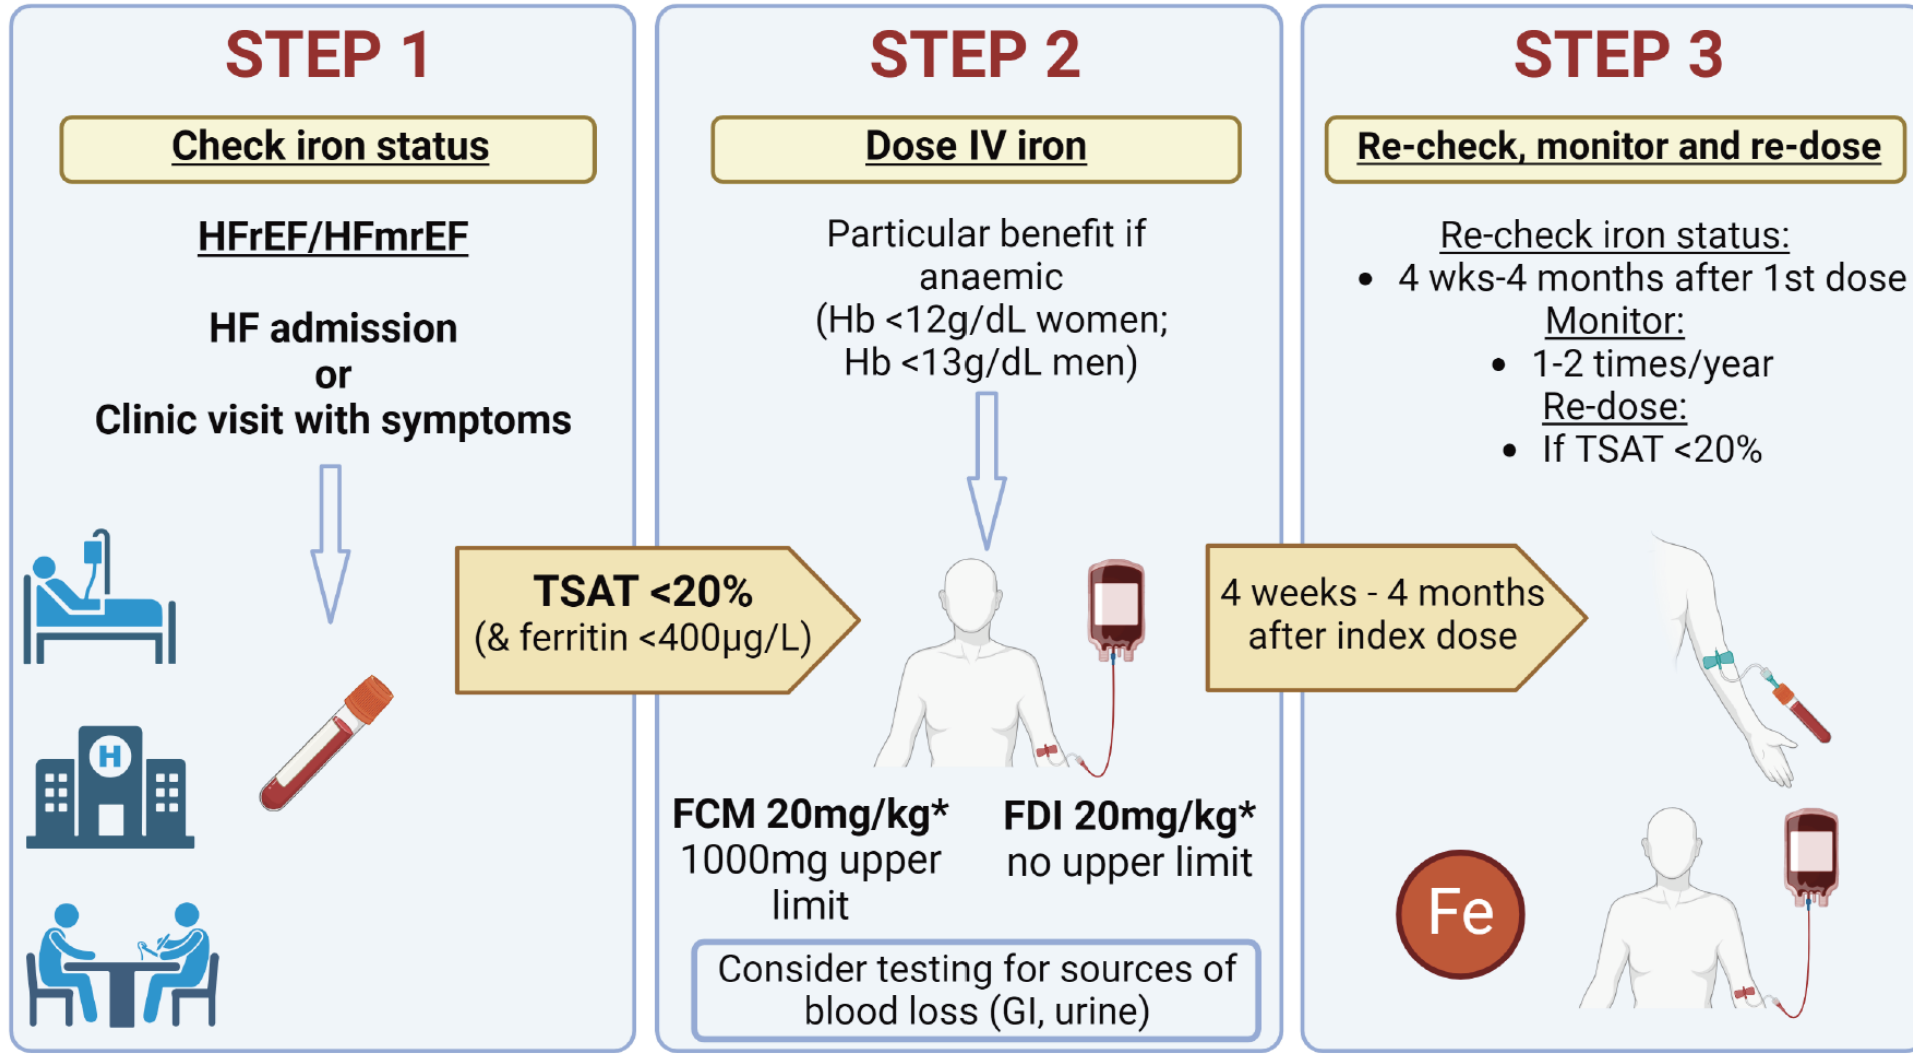 STEP 1
Check iron status
HFrEF/HFmrEF
HF admission
or
Clinic visit with symptoms
H
TSAT <20%
(& ferritin <400µg/L)
STEP 2
Dose IV iron
Particular benefit if
anaemic
(Hb <12g/dL women;
Hb <13g/dL men)
FCM 20mg/kg*
1000mg upper
limit
FDI 20mg/kg*
no upper limit
Consider testing for sources of
blood loss (GI, urine)
4 weeks - 4 months
after index dose
STEP 3
Re-check, monitor and re-dose
Re-check iron status:
• 4 wks-4 months after 1st dose
Monitor:
• 1-2 times/year
Re-dose:
• If TSAT <20%
Fe